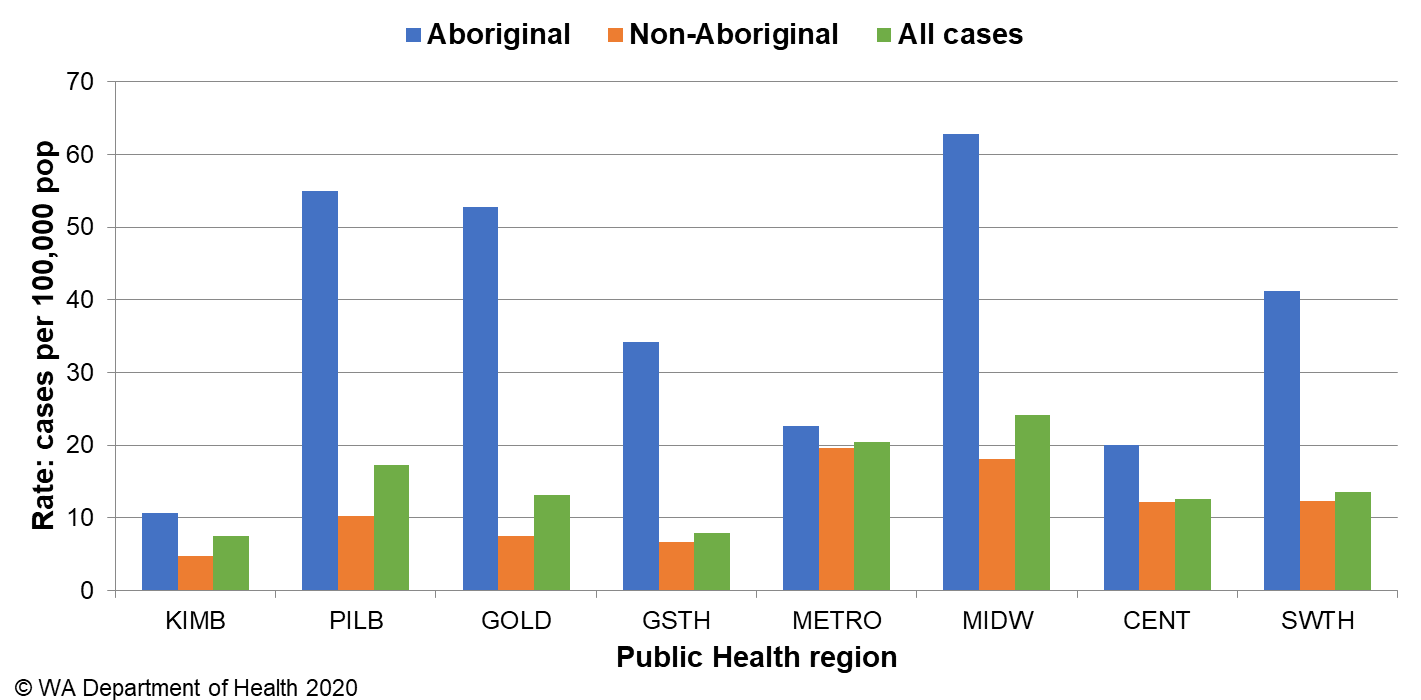 Aboriginal Non-Aboriginal All cases
70
60
50
40
30
20
10
0
Rate: cases per 100,000 pop
KIMB PILB GOLD GSTH METRO MIDW CENT SWTH
Public Health region
© WA Department of Health 2020